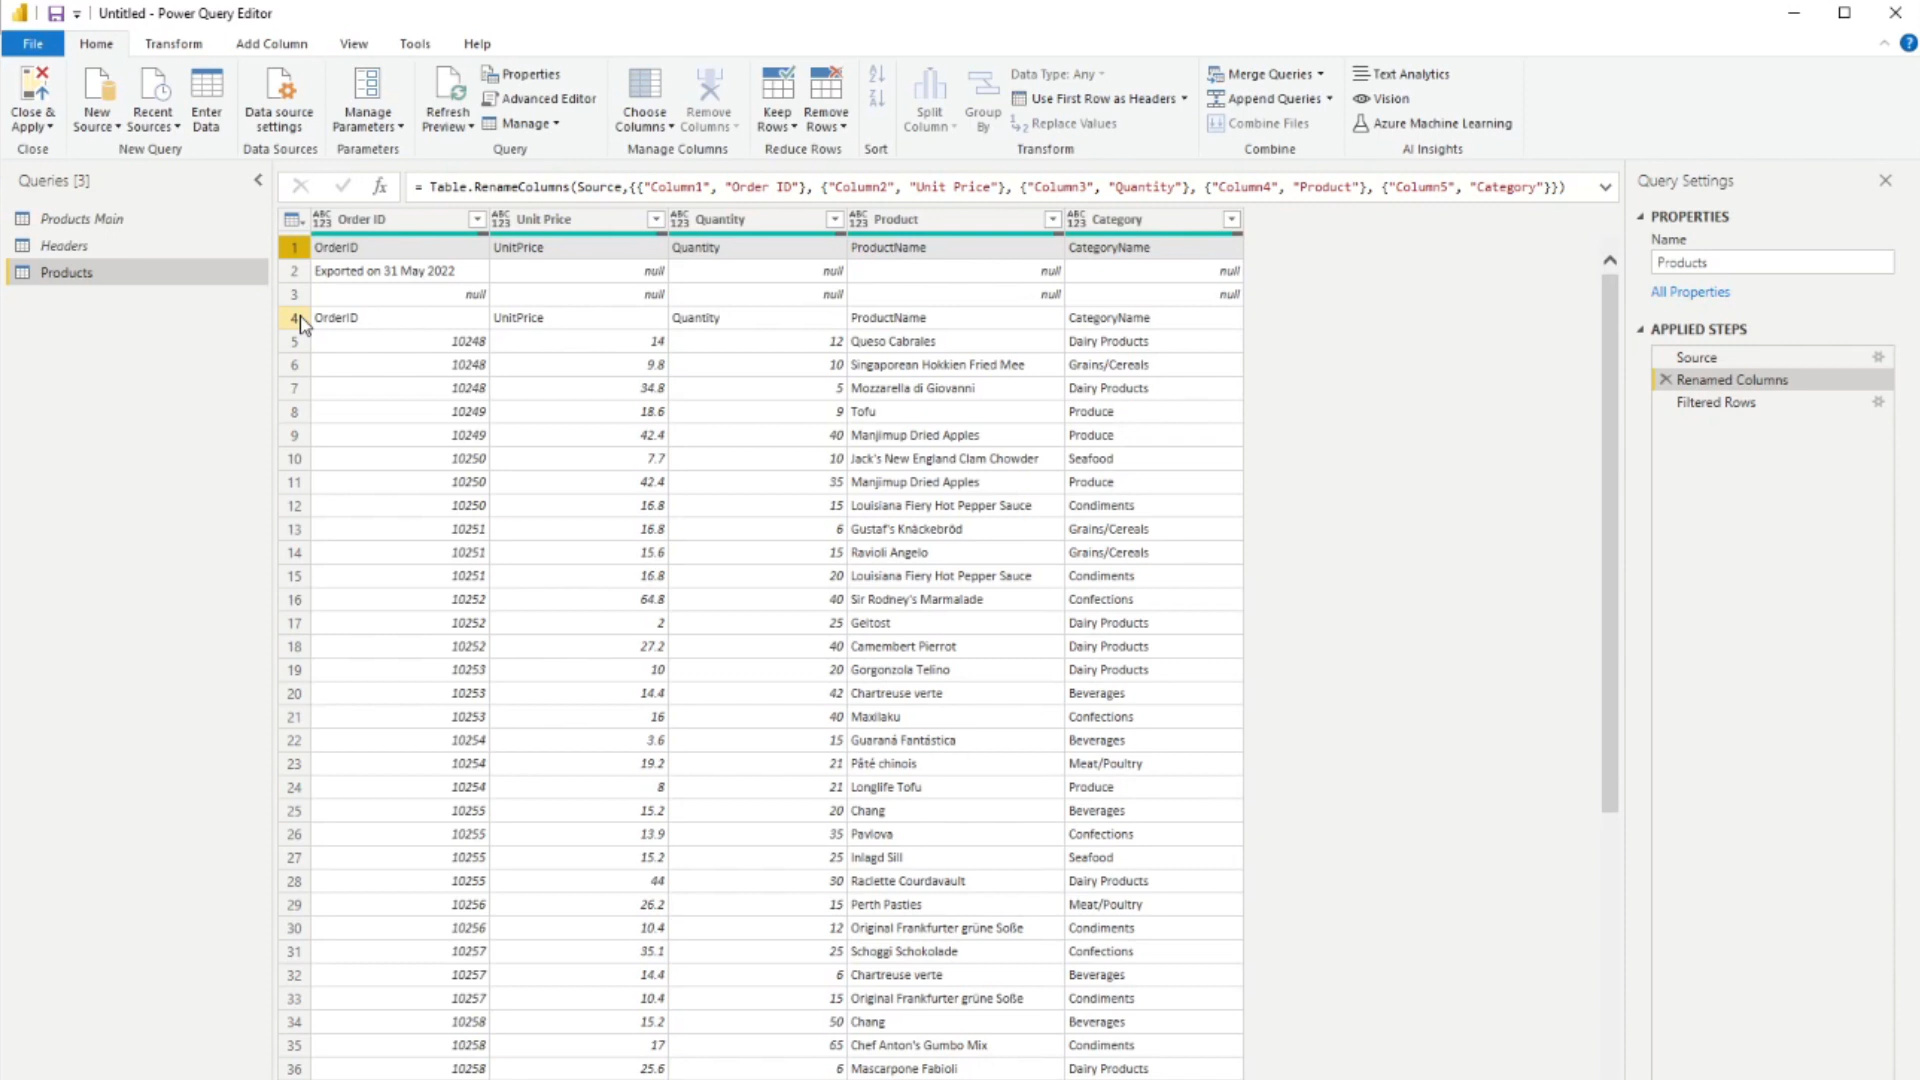 Untitled - Power Query Editor
File Home Transform Add Column View Tools Help
Close & Apply New Source Recent Sources Enter Data Data source settings Manage Parameters Refresh Preview Properties Advanced Editor Manage Choose Columns Remove Columns Keep Rows Remove Rows Split Column Group By Data Type: Any Use First Row as Headers Replace Values Merge Queries Append Queries Combine Files Text Analytics Vision Azure Machine Learning
Close New Query Data Sources Parameters Query Manage Columns Reduce Rows Sort Transform Combine AI Insights
Queries [3]
Products Main
Headers
Products
fx = Table.RenameColumns(Source,{{"Column1", "Order ID"}, {"Column2", "Unit Price"}, {"Column3", "Quantity"}, {"Column4", "Product"}, {"Column5", "Category"}})
ABC 123 Order ID ABC 123 Unit Price ABC 123 Quantity ABC 123 Product ABC 123 Category
1 OrderID UnitPrice Quantity ProductName CategoryName
2 Exported on 31 May 2022 null null null null
3 null null null null null
4 OrderID UnitPrice Quantity ProductName CategoryName
5 10248 14 12 Queso Cabrales Dairy Products
6 10248 9.8 10 Singaporean Hokkien Fried Mee Grains/Cereals
7 10248 34.8 5 Mozzarella di Giovanni Dairy Products
8 10249 18.6 9 Tofu Produce
9 10249 42.4 40 Manjimup Dried Apples Produce
10 10250 7.7 10 Jack's New England Clam Chowder Seafood
11 10250 42.4 35 Manjimup Dried Apples Produce
12 10250 16.8 15 Louisiana Fiery Hot Pepper Sauce Condiments
13 10251 16.8 6 Gustaf's Knäckebröd Grains/Cereals
14 10251 15.6 15 Ravioli Angelo Grains/Cereals
15 10251 16.8 20 Louisiana Fiery Hot Pepper Sauce Condiments
16 10252 64.8 40 Sir Rodney's Marmalade Confections
17 10252 2 25 Geitost Dairy Products
18 10252 27.2 40 Camembert Pierrot Dairy Products
19 10253 10 20 Gorgonzola Telino Dairy Products
20 10253 14.4 42 Chartreuse verte Beverages
21 10253 16 40 Maxilaku Confections
22 10254 3.6 15 Guaraná Fantástica Beverages
23 10254 19.2 21 Pâté chinois Meat/Poultry
24 10254 8 21 Longlife Tofu Produce
25 10255 15.2 20 Chang Beverages
26 10255 13.9 35 Pavlova Confections
27 10255 15.2 25 Inlagd Sill Seafood
28 10255 44 30 Raclette Courdavault Dairy Products
29 10256 26.2 15 Perth Pasties Meat/Poultry
30 10256 10.4 12 Original Frankfurter grüne Soße Condiments
31 10257 35.1 25 Schoggi Schokolade Confections
32 10257 14.4 6 Chartreuse verte Beverages
33 10257 10.4 15 Original Frankfurter grüne Soße Condiments
34 10258 15.2 50 Chang Beverages
35 10258 17 65 Chef Anton's Gumbo Mix Condiments
36 10258 25.6 6 Mascarpone Fabioli Dairy Products
Query Settings
PROPERTIES
Name
Products
All Properties
APPLIED STEPS
Source
Renamed Columns
Filtered Rows